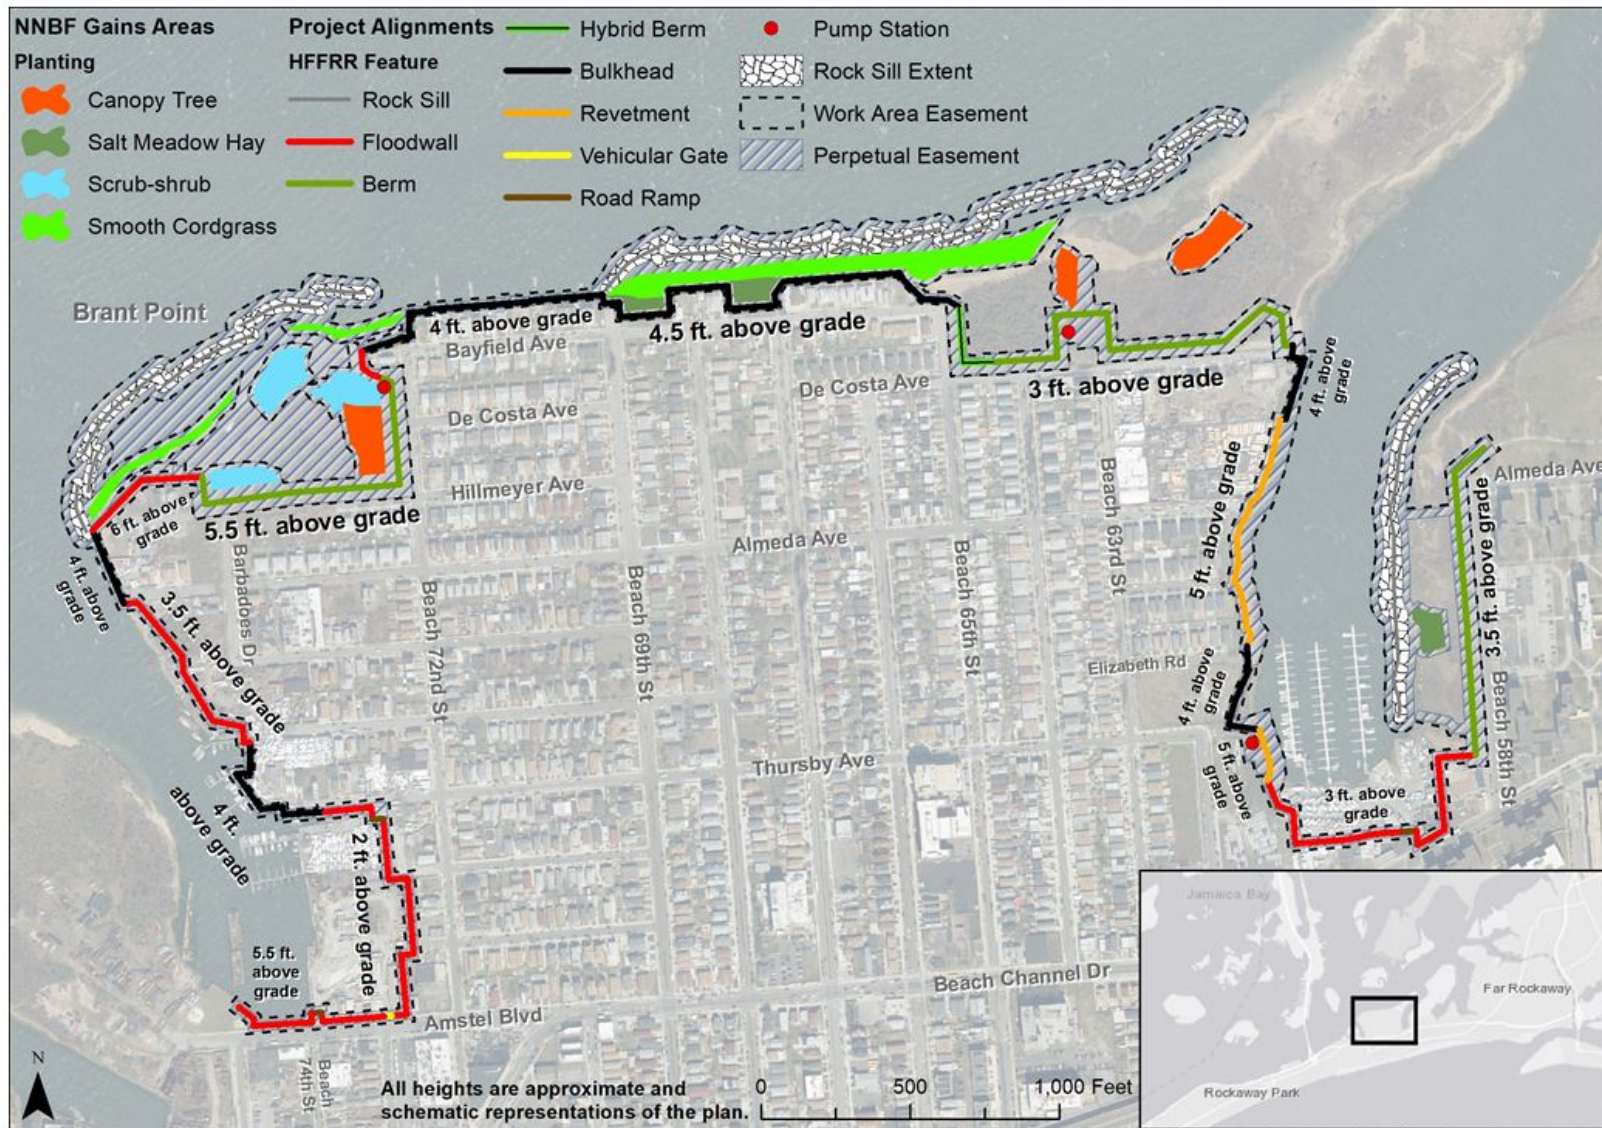 NNBF Gains Areas
Planting
Canopy Tree
Salt Meadow Hay
Scrub-shrub
Smooth Cordgrass
Project Alignments
HFFRR Feature
Rock Sill
Floodwall
Berm
Hybrid Berm
Bulkhead
Revetment
Vehicular Gate
Road Ramp
Pump Station
Rock Sill Extent
Work Area Easement
Perpetual Easement
Brant Point
4 ft. above grade
Bayfield Ave
4.5 ft. above grade
De Costa Ave
3 ft. above grade
4 ft. above
grade
De Costa Ave
Hillmeyer Ave
5.5 ft. above grade
6 ft. above
grade
4 ft. above
grade
Almeda Ave
Almeda Ave
Barbadoes Dr
Beach 72nd St
Beach 69th St
Beach 65th St
Beach 63rd St
5 ft. above grade
3.5 ft. above grade
3.5 ft. above grade
Elizabeth Rd
4 ft. above
grade
Beach 58th St
Thursby Ave
5 ft. above
grade
3 ft. above
grade
4 ft.
above grade
2 ft. above grade
5.5 ft.
above
grade
Beach Channel Dr
Amstel Blvd
Beach
74th St
N
All heights are approximate and
schematic representations of the plan.
0 500 1,000 Feet
Jamaica Bay
Far Rockaway
Rockaway Park